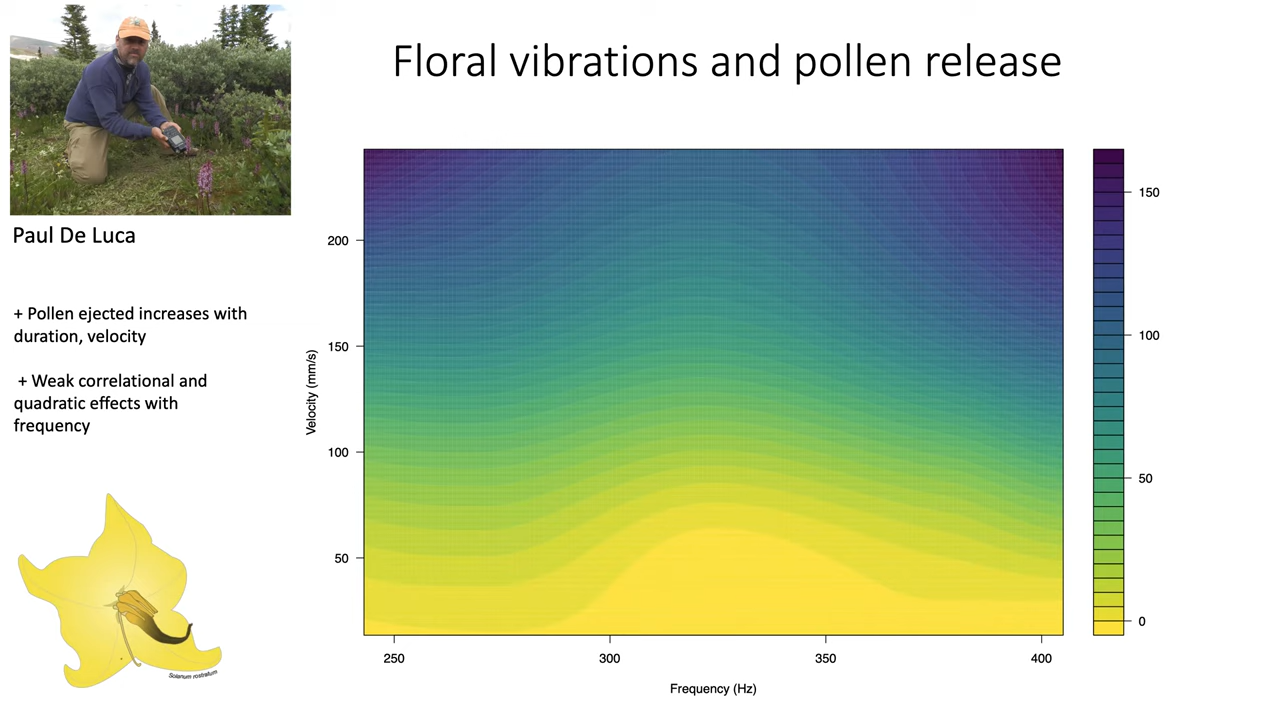 Floral vibrations and pollen release
Paul De Luca
+ Pollen ejected increases with
duration, velocity
+ Weak correlational and
quadratic effects with
frequency
Solanum rostratum
Velocity (mm/s)
200
150
100
50
250
300
350
400
Frequency (Hz)
150
100
50
0